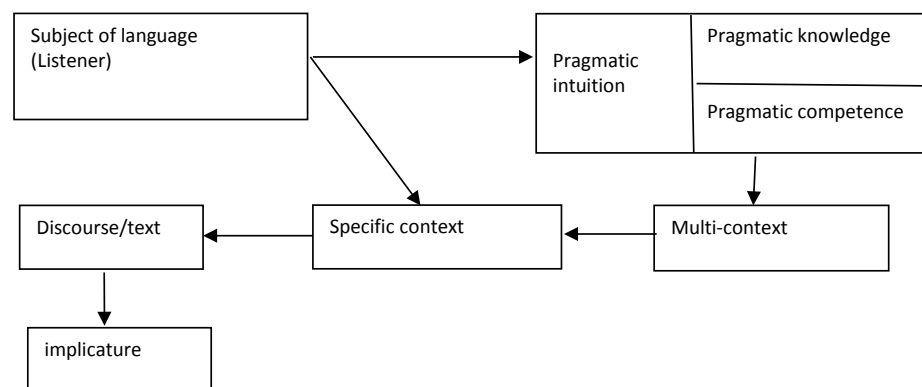 Subject of language
(Listener)
Pragmatic
intuition
Pragmatic knowledge
Pragmatic competence
Discourse/text
Specific context
Multi-context
implicature